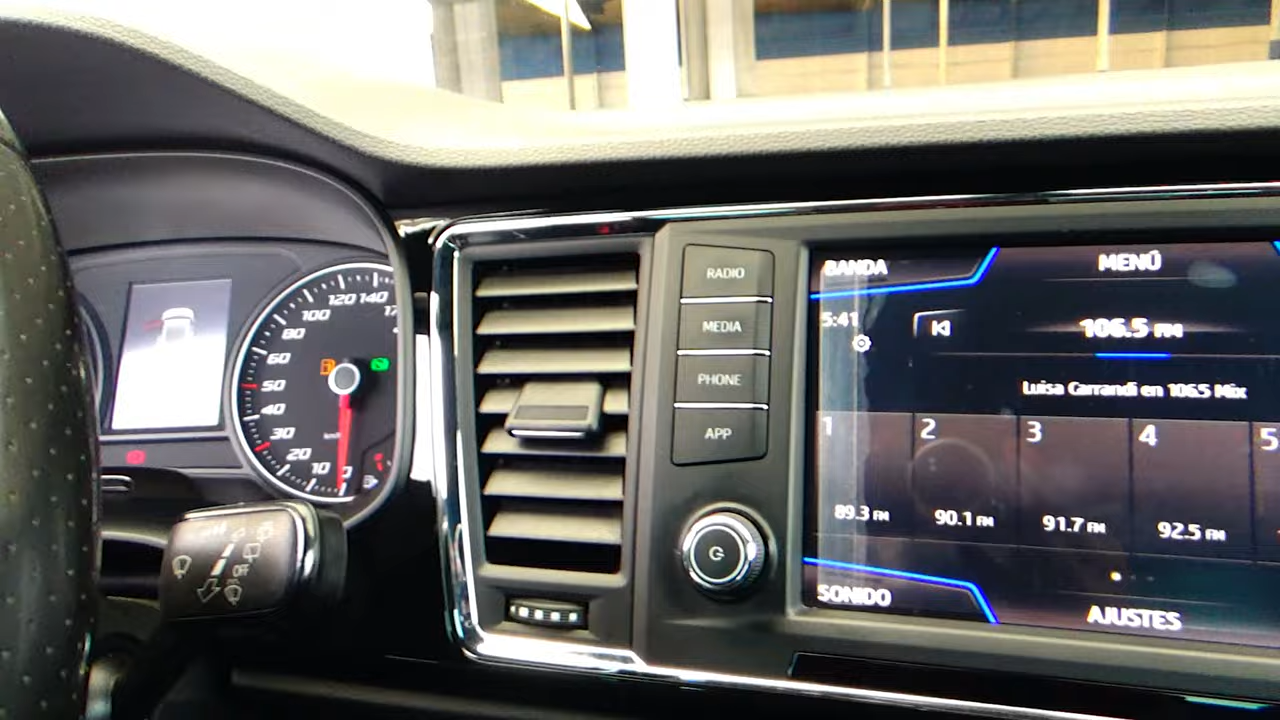 120 140
100
80
60
50
40
30
20
10
km/h
OFF
RADIO
MEDIA
PHONE
APP
BANDA
MENÚ
5:41
106.5 FM
Luisa Carrandi en 106.5 Mix
1
2
3
4
5
89.3 FM
90.1 FM
91.7 FM
92.5 FM
SONIDO
AJUSTES